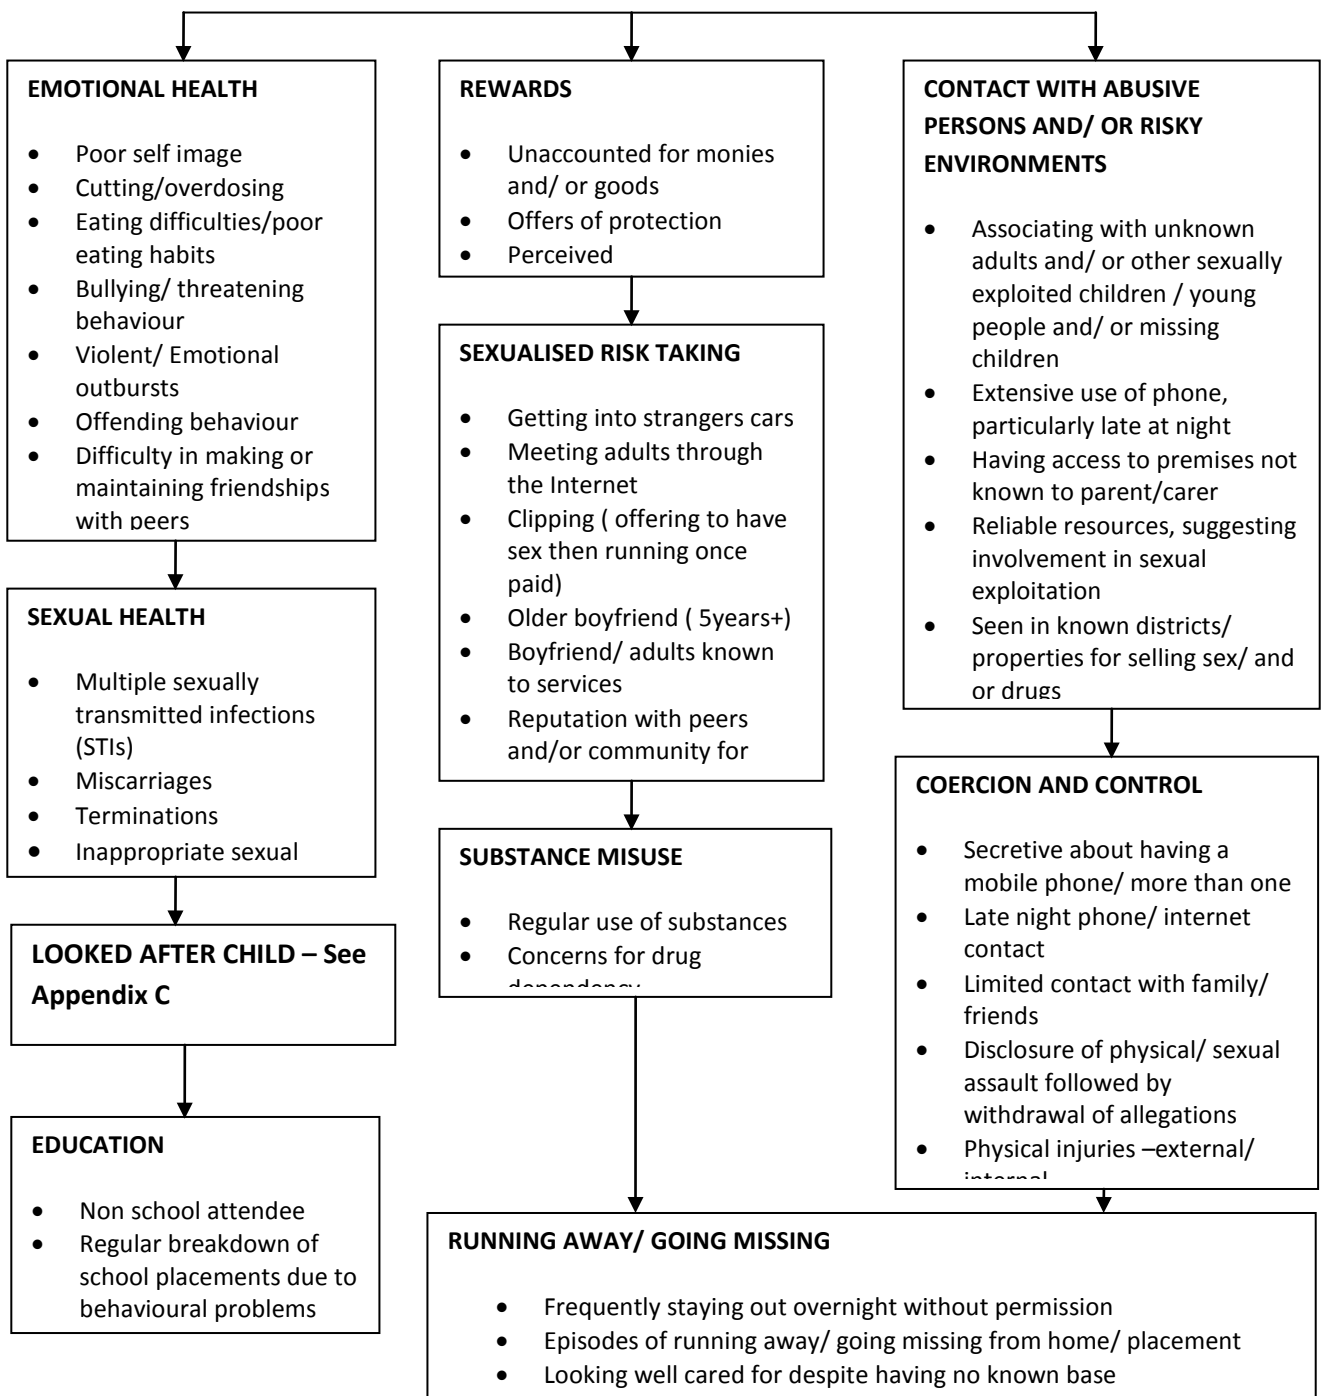 EMOTIONAL HEALTH
• Poor self image
• Cutting/overdosing
• Eating difficulties/poor
eating habits
• Bullying/ threatening
behaviour
• Violent/ Emotional
outbursts
• Offending behaviour
• Difficulty in making or
maintaining friendships
with peers
SEXUAL HEALTH
• Multiple sexually
transmitted infections
(STIs)
• Miscarriages
• Terminations
• Inappropriate sexual
LOOKED AFTER CHILD – See
Appendix C
EDUCATION
• Non school attendee
• Regular breakdown of
school placements due to
behavioural problems
REWARDS
• Unaccounted for monies
and/ or goods
• Offers of protection
• Perceived
SEXUALISED RISK TAKING
• Getting into strangers cars
• Meeting adults through
the Internet
• Clipping ( offering to have
sex then running once
paid)
• Older boyfriend ( 5years+)
• Boyfriend/ adults known
to services
• Reputation with peers
and/or community for
SUBSTANCE MISUSE
• Regular use of substances
• Concerns for drug
CONTACT WITH ABUSIVE
PERSONS AND/ OR RISKY
ENVIRONMENTS
• Associating with unknown
adults and/ or other sexually
exploited children / young
people and/ or missing
children
• Extensive use of phone,
particularly late at night
• Having access to premises not
known to parent/carer
• Reliable resources, suggesting
involvement in sexual
exploitation
• Seen in known districts/
properties for selling sex/ and
or drugs
COERCION AND CONTROL
• Secretive about having a
mobile phone/ more than one
• Late night phone/ internet
contact
• Limited contact with family/
friends
• Disclosure of physical/ sexual
assault followed by
withdrawal of allegations
• Physical injuries –external/
RUNNING AWAY/ GOING MISSING
• Frequently staying out overnight without permission
• Episodes of running away/ going missing from home/ placement
• Looking well cared for despite having no known base